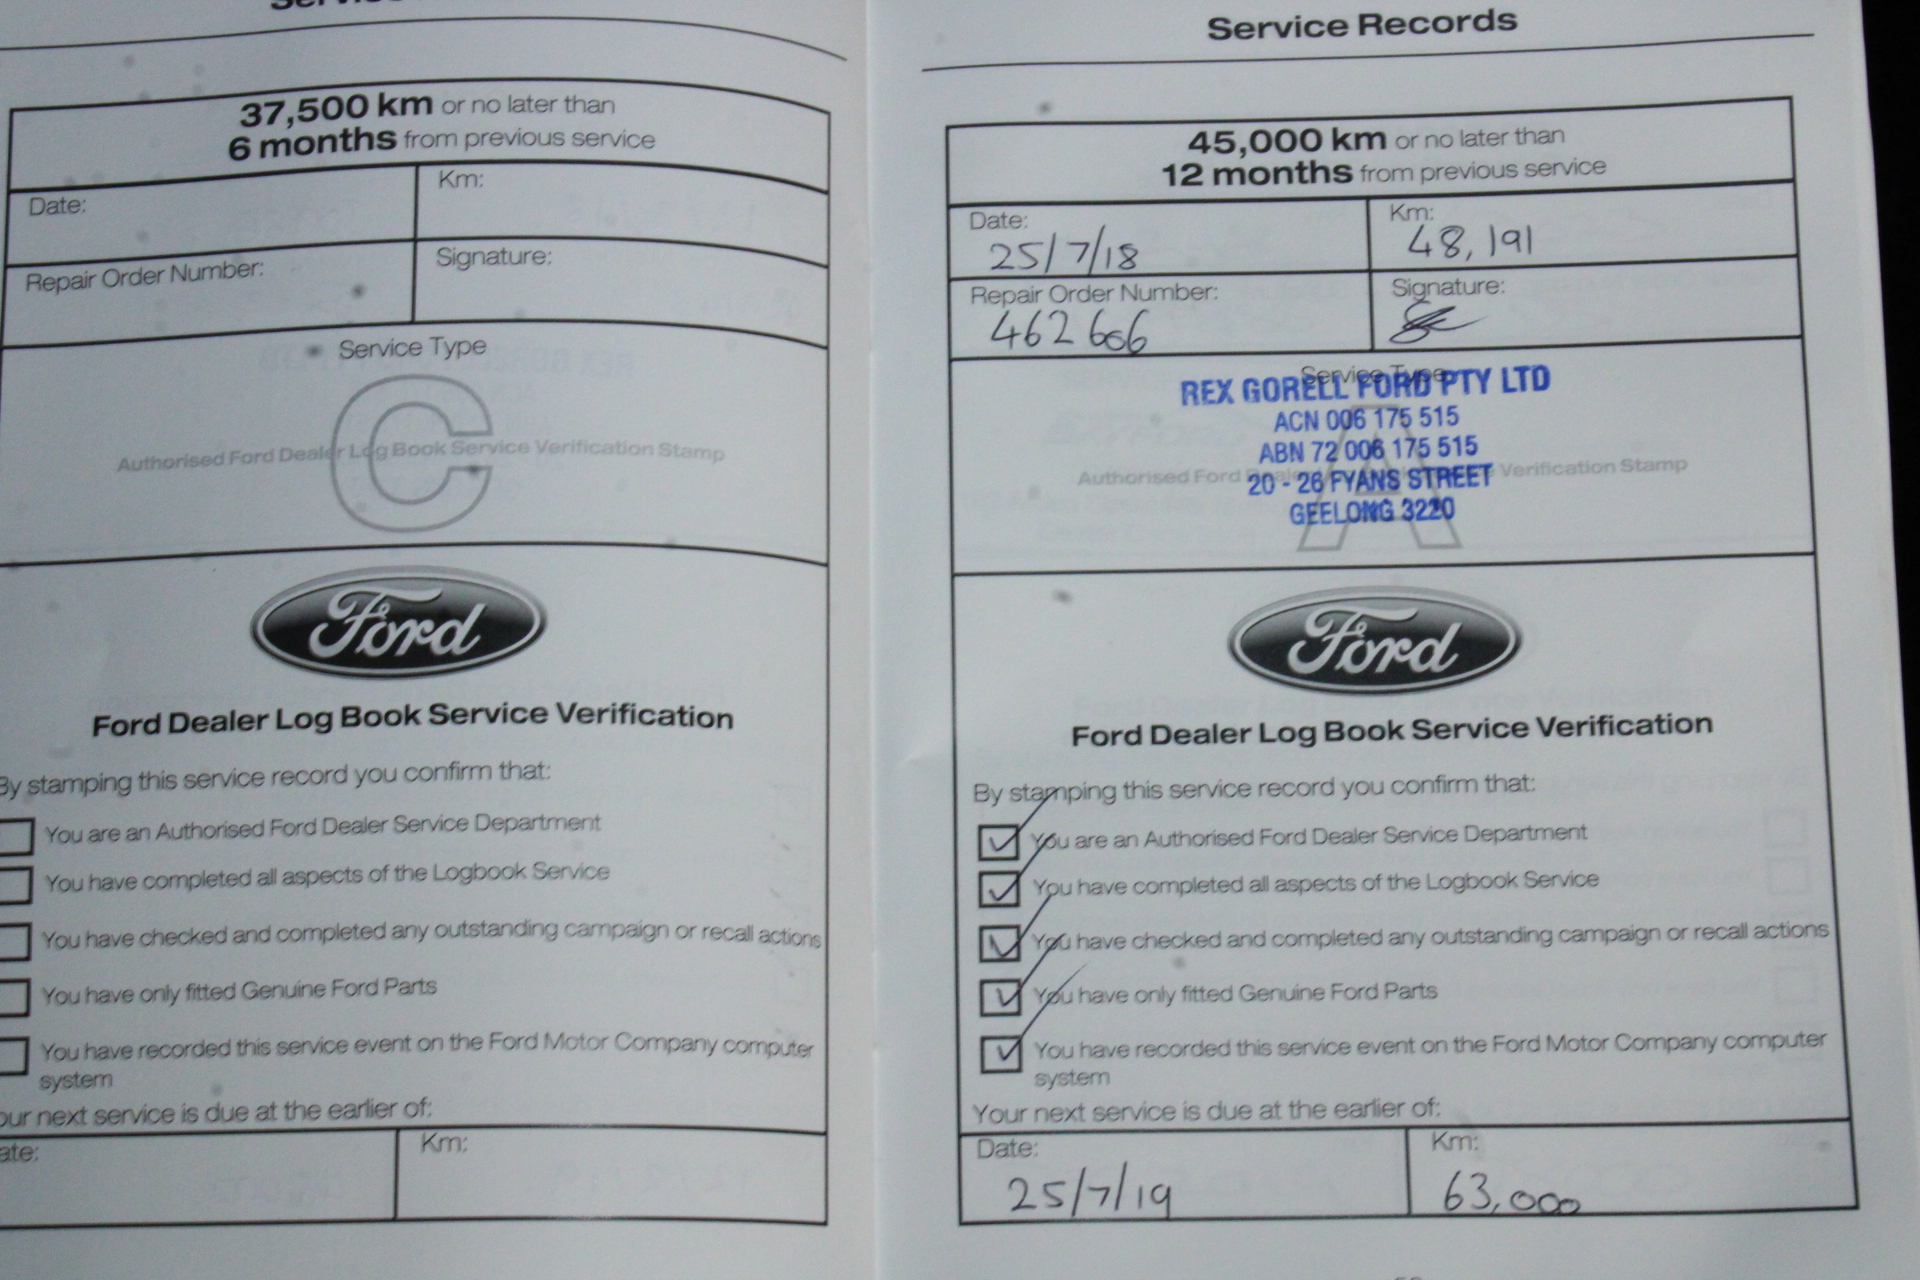 37,500 km or no later than
6 months from previous service
Date:
Km:
Repair Order Number:
Signature:
Service Type
C
Authorised Ford Dealer Log Book Service Verification Stamp
Ford
Ford Dealer Log Book Service Verification
By stamping this service record you confirm that:
You are an Authorised Ford Dealer Service Department
You have completed all aspects of the Logbook Service
You have checked and completed any outstanding campaign or recall actions
You have only fitted Genuine Ford Parts
You have recorded this service event on the Ford Motor Company computer
system
our next service is due at the earlier of:
ate:
Km:
Service Records
45,000 km or no later than
12 months from previous service
Date:
25/7/18
Km:
48,191
Repair Order Number:
462606
Signature:
Service Type
REX GORELL FORD PTY LTD
ACN 006 175 515
ABN 72 006 175 515
A
Authorised Ford Verification Stamp
20 - 26 FYANS STREET
GEELONG 3220
Ford
Ford Dealer Log Book Service Verification
By stamping this service record you confirm that:
You are an Authorised Ford Dealer Service Department
You have completed all aspects of the Logbook Service
You have checked and completed any outstanding campaign or recall actions
You have only fitted Genuine Ford Parts
You have recorded this service event on the Ford Motor Company computer
system
Your next service is due at the earlier of:
Date:
25/7/19
Km:
63,000